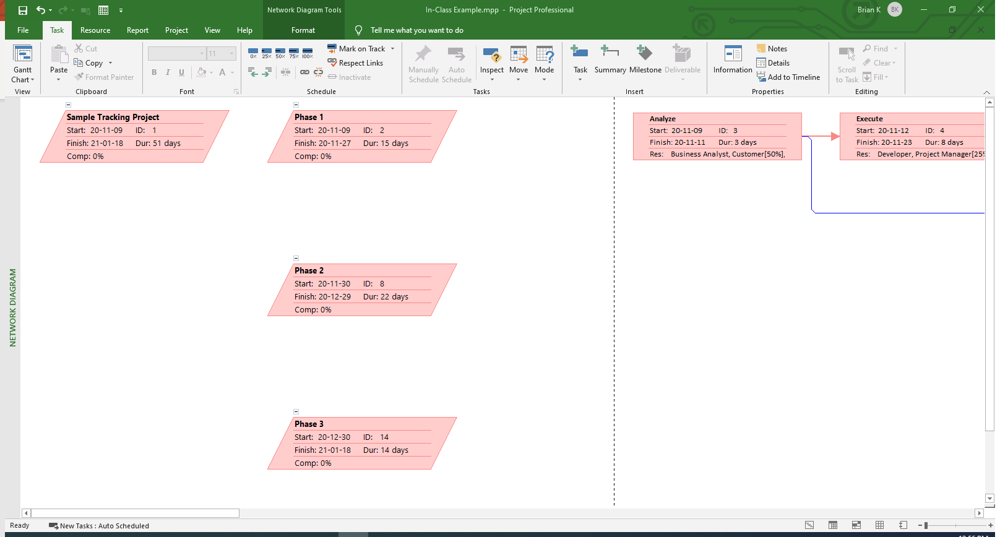 Network Diagram Tools
In-Class Example.mpp - Project Professional
Brian K
BK
File Task Resource Report Project View Help Format Tell me what you want to do
Gantt Chart
View
Paste
Cut
Copy
Format Painter
Clipboard
11
B I U A
Font
0% 25% 50% 75% 100%
Mark on Track
Respect Links
Inactivate
Schedule
Manually Schedule
Auto Schedule
Inspect
Move
Mode
Tasks
Task
Summary
Milestone
Deliverable
Insert
Information
Notes
Details
Add to Timeline
Properties
Scroll to Task
Find
Clear
Fill
Editing
NETWORK DIAGRAM
Sample Tracking Project
Start: 20-11-09 ID: 1
Finish: 21-01-18 Dur: 51 days
Comp: 0%
Phase 1
Start: 20-11-09 ID: 2
Finish: 20-11-27 Dur: 15 days
Comp: 0%
Analyze
Start: 20-11-09 ID: 3
Finish: 20-11-11 Dur: 3 days
Res: Business Analyst, Customer[50%],
Execute
Start: 20-11-12 ID: 4
Finish: 20-11-23 Dur: 8 days
Res: Developer, Project Manager[25%
Phase 2
Start: 20-11-30 ID: 8
Finish: 20-12-29 Dur: 22 days
Comp: 0%
Phase 3
Start: 20-12-30 ID: 14
Finish: 21-01-18 Dur: 14 days
Comp: 0%
Ready
New Tasks : Auto Scheduled